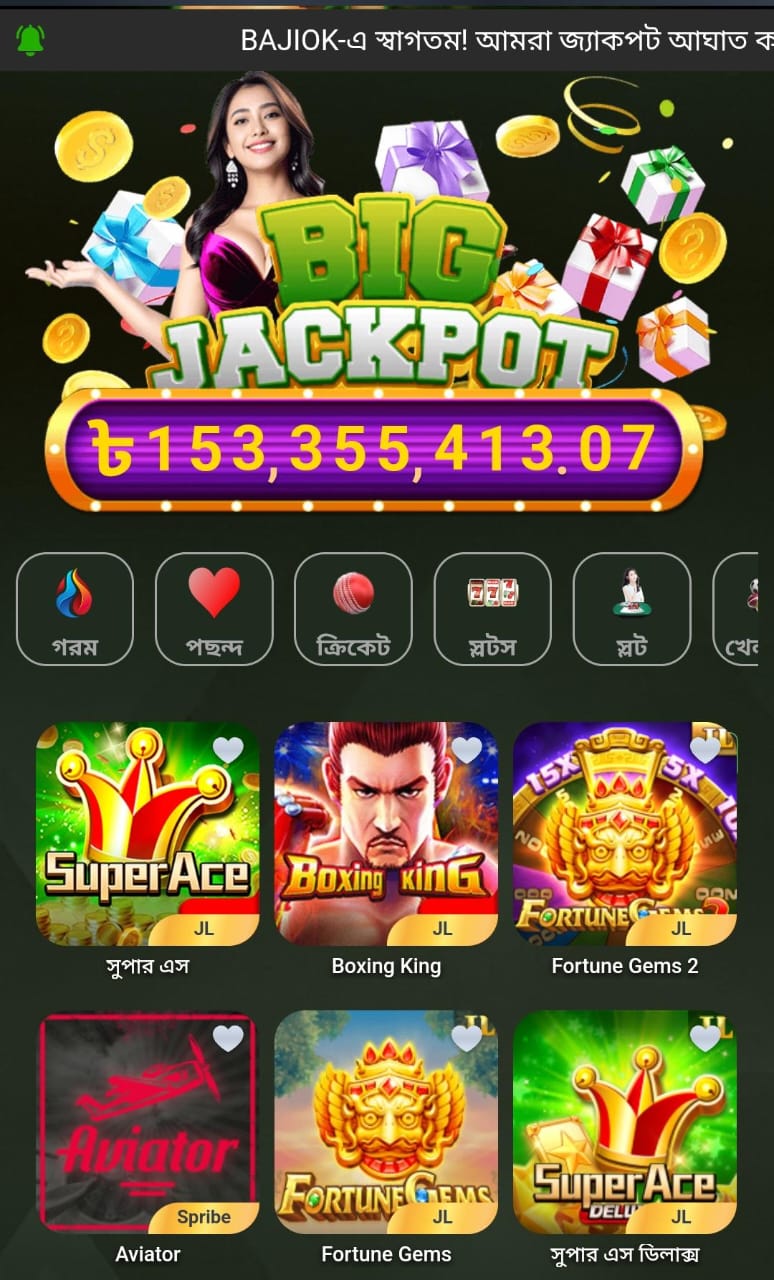 BAJIOK-এ স্বাগতম! আমরা জ্যাকপট আঘাত
BIG
JACKPOT
৳153,355,413.07
গরম পছন্দ ক্রিকেট স্লটস স্লট
SuperAce Boxing King Fortune Gems 2
15X 5X
JL JL JL
সুপার এস Boxing King Fortune Gems 2
Aviator Fortune Gems SuperAce
Spribe JL JL
Aviator Fortune Gems সুপার এস ডিলাক্স